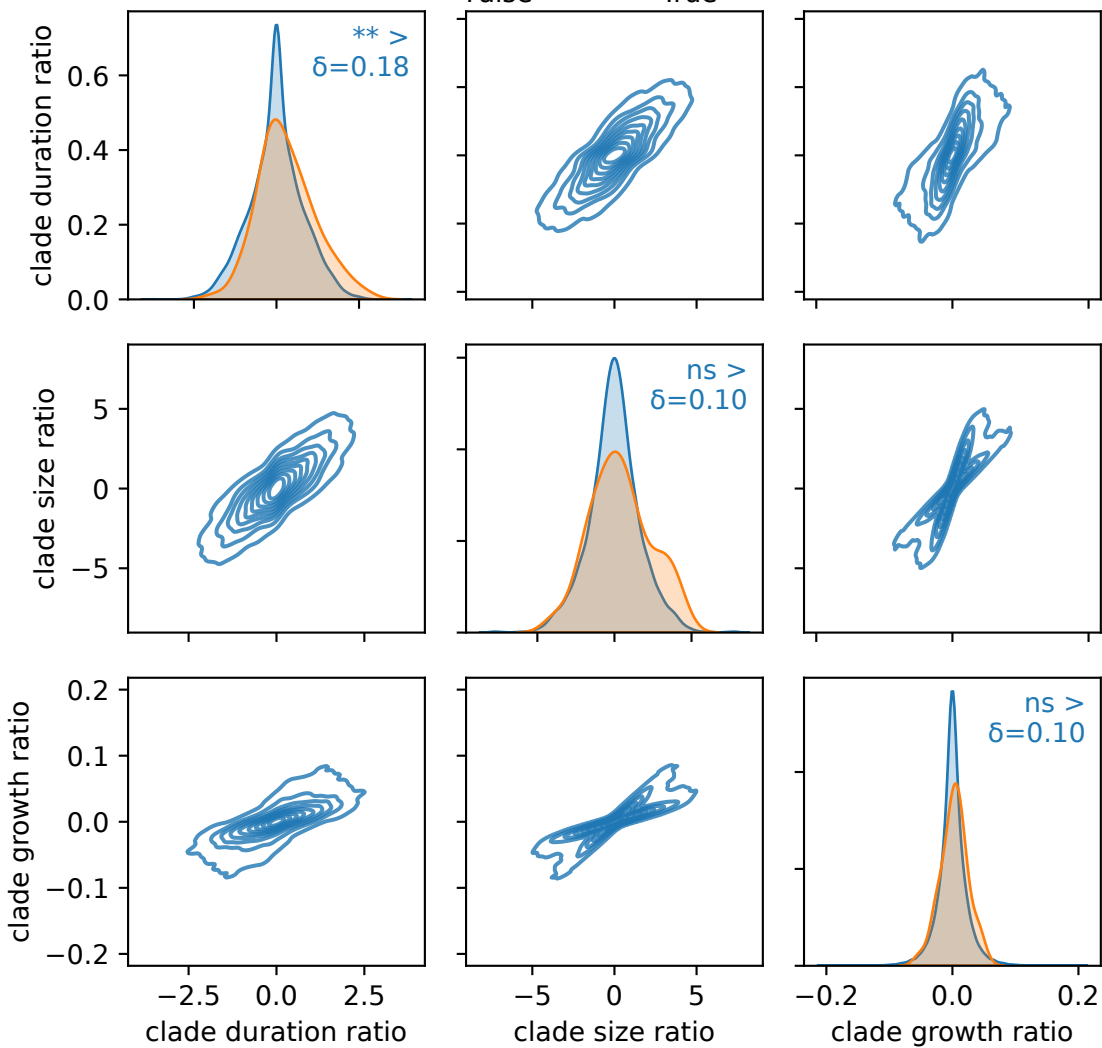 clade duration ratio
0.6
0.4
0.2
0.0
** >
δ=0.18
clade size ratio
5
0
−5
ns >
δ=0.10
clade growth ratio
0.2
0.1
0.0
−0.1
−0.2
ns >
δ=0.10
−2.5 0.0 2.5
−5 0 5
−0.2 0.0 0.2
clade duration ratio
clade size ratio
clade growth ratio